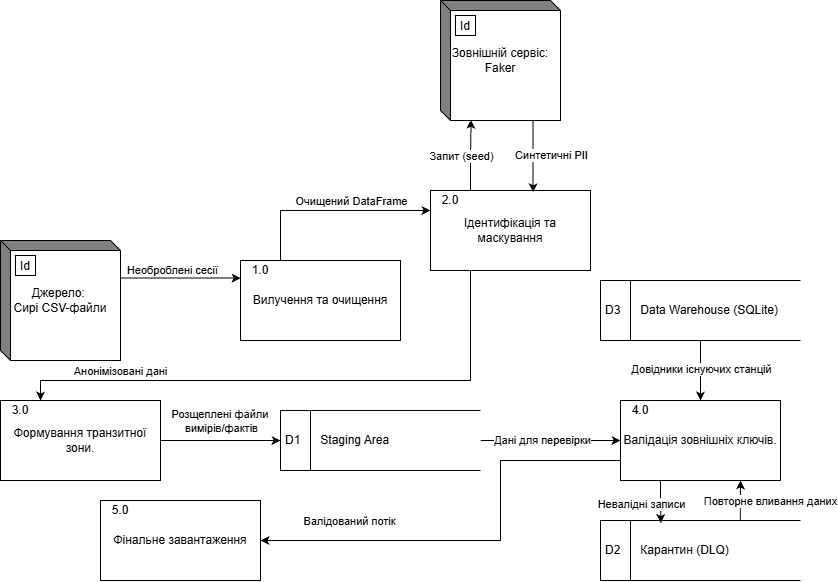 Id
Зовнішній сервіс:
Faker
Запит (seed)
Синтетичні PII
2.0
Ідентифікація та
маскування
Очищений DataFrame
Id
Джерело:
Сирі CSV-файли
Необроблені сесії
1.0
Вилучення та очищення
D3
Data Warehouse (SQLite)
Довідники існуючих станцій
Анонімізовані дані
3.0
Формування транзитної
зони.
Розщеплені файли
вимірів/фактів
D1
Staging Area
Дані для перевірки
4.0
Валідація зовнішніх ключів.
Невалідні записи
Повторне вливання даних
5.0
Фінальне завантаження
Валідований потік
D2
Карантин (DLQ)